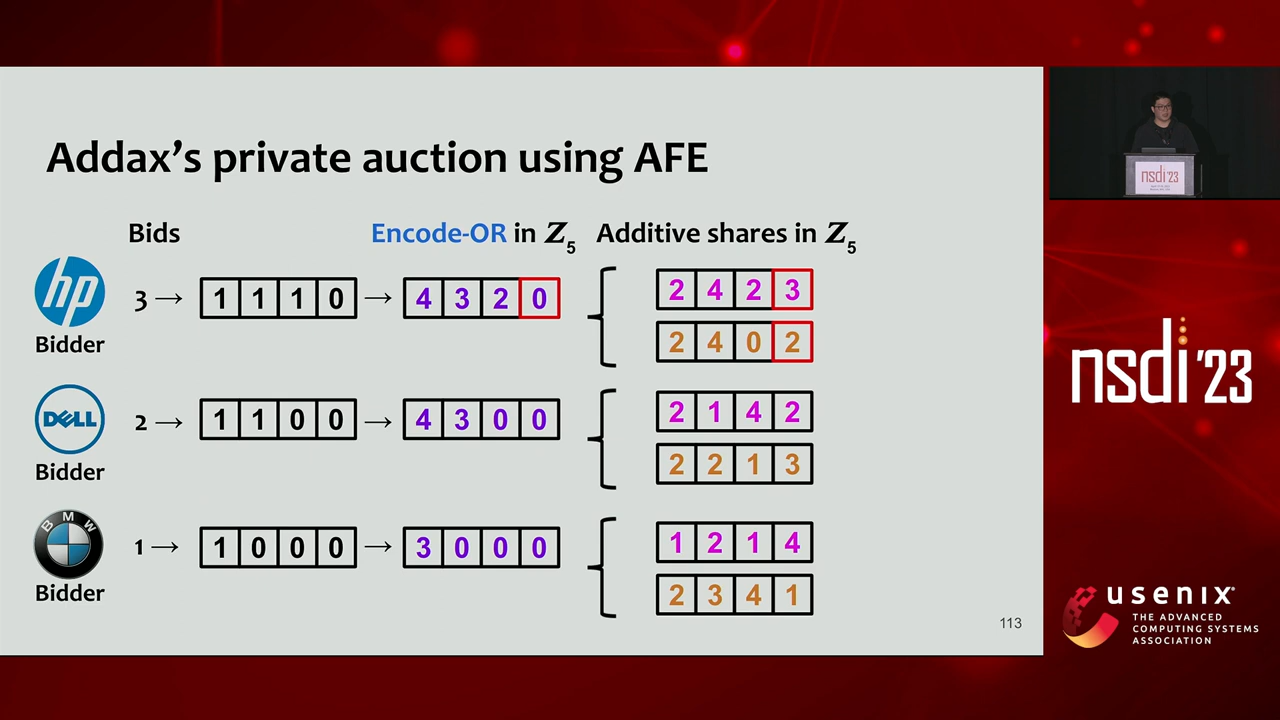 Addax's private auction using AFE
Bids
Encode-OR in Z5
Additive shares in Z5
hp
Bidder
3 →
1 1 1 0
→
4 3 2 0
2 4 2 3
2 4 0 2
DELL
Bidder
2 →
1 1 0 0
→
4 3 0 0
2 1 4 2
2 2 1 3
BMW
Bidder
1 →
1 0 0 0
→
3 0 0 0
1 2 1 4
2 3 4 1
113
nsdi'23
nsdi '23
usenix®
THE ADVANCED
COMPUTING SYSTEMS
ASSOCIATION